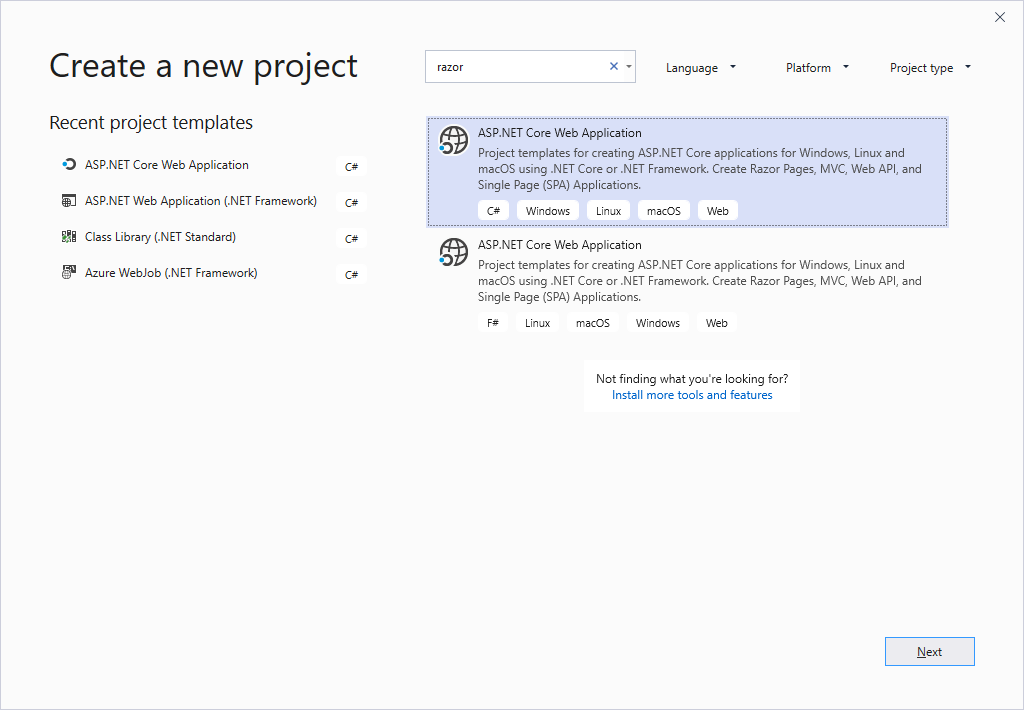 Create a new project
razor
Language
Platform
Project type
Recent project templates
ASP.NET Core Web Application
C#
ASP.NET Web Application (.NET Framework)
C#
Class Library (.NET Standard)
C#
Azure WebJob (.NET Framework)
C#
ASP.NET Core Web Application
Project templates for creating ASP.NET Core applications for Windows, Linux and
macOS using .NET Core or .NET Framework. Create Razor Pages, MVC, Web API, and
Single Page (SPA) Applications.
C# Windows Linux macOS Web
ASP.NET Core Web Application
Project templates for creating ASP.NET Core applications for Windows, Linux and
macOS using .NET Core or .NET Framework. Create Razor Pages, MVC, Web API, and
Single Page (SPA) Applications.
F# Linux macOS Windows Web
Not finding what you're looking for?
Install more tools and features
Next